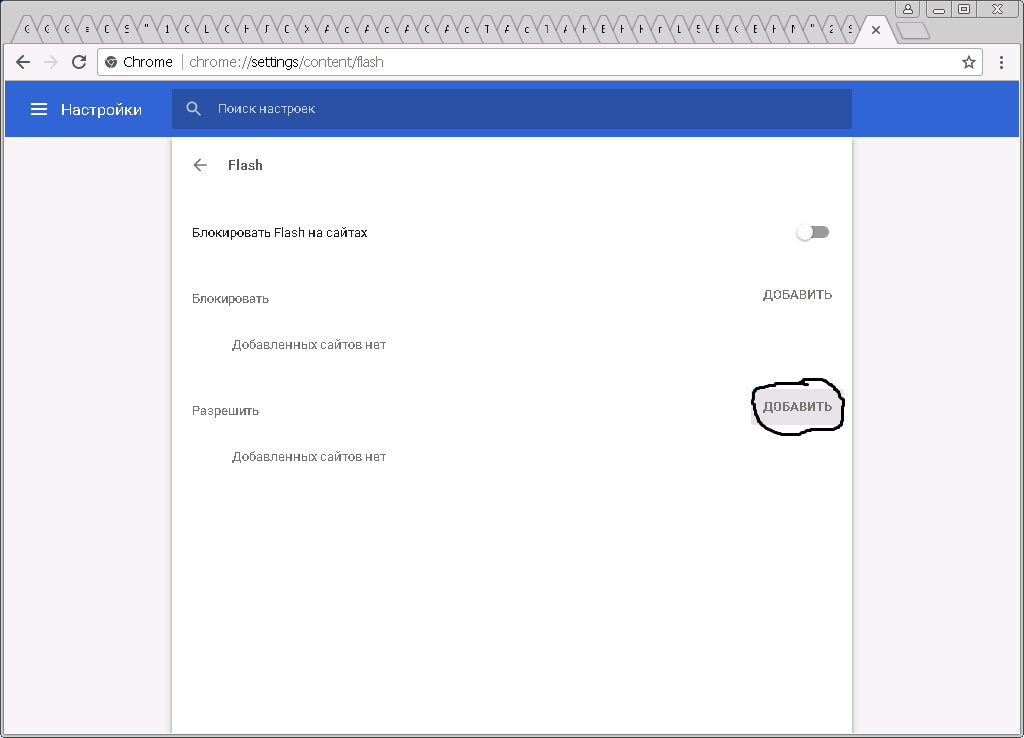 Chrome chrome://settings/content/flash
Настройки
Поиск настроек
Flash
Блокировать Flash на сайтах
Блокировать
ДОБАВИТЬ
Добавленных сайтов нет
Разрешить
ДОБАВИТЬ
Добавленных сайтов нет